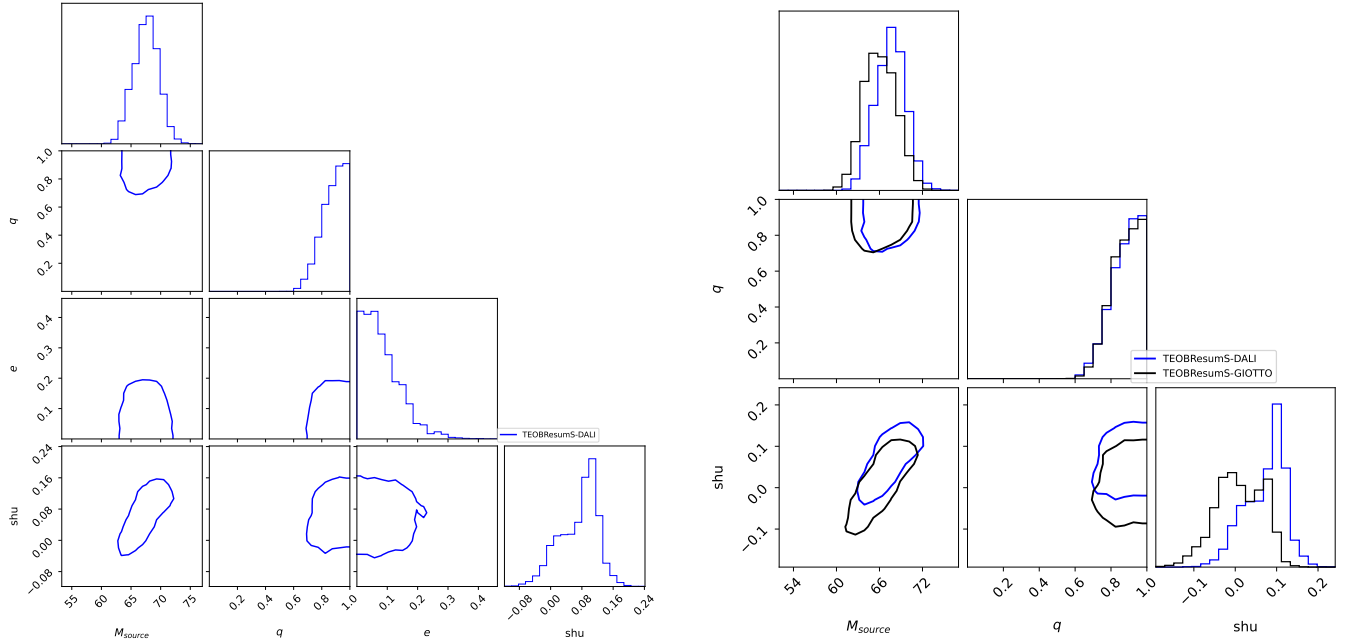 1.0
0.8
0.6
0.4
0.2
q
0.4
0.3
0.2
0.1
e
TEOBResumS-DALI
0.24
0.16
0.08
0.00
−0.08
shu
55 60 65 70 75
0.2 0.4 0.6 0.8 1.0
0 0.1 0.2 0.3 0.4
−0.08 0.00 0.08 0.16 0.24
M_source q e shu
1.0
0.8
0.6
0.4
0.2
q
TEOBResumS-DALI
TEOBResumS-GIOTTO
0.2
0.1
0.0
−0.1
shu
54 60 66 72
0.2 0.4 0.6 0.8 1.0
0 −0.1 0.0 0.1 0.2
M_source q shu